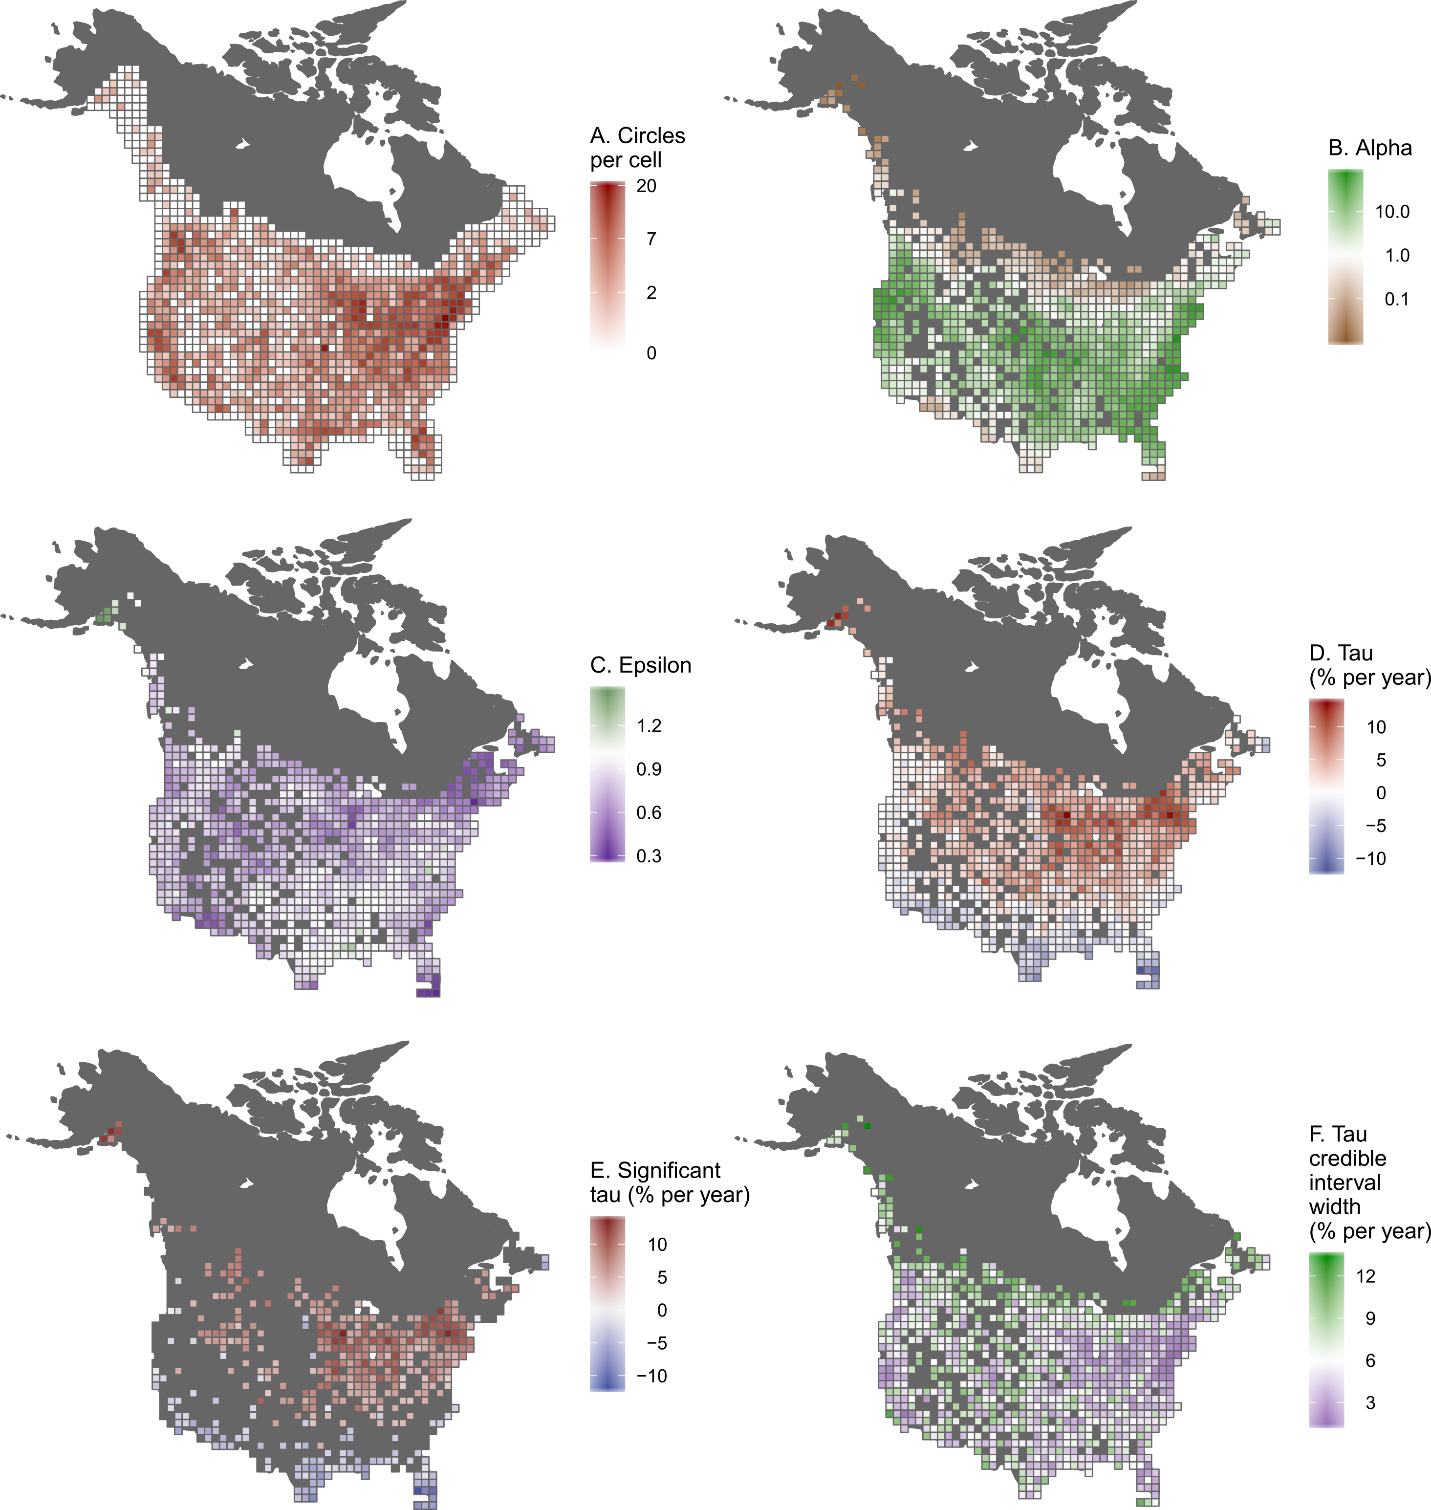 A. Circles
per cell
20
7
2
0
B. Alpha
10.0
1.0
0.1
C. Epsilon
1.2
0.9
0.6
0.3
D. Tau
(% per year)
10
5
0
−5
−10
E. Significant
tau (% per year)
10
5
0
−5
−10
F. Tau
credible
interval
width
(% per year)
12
9
6
3